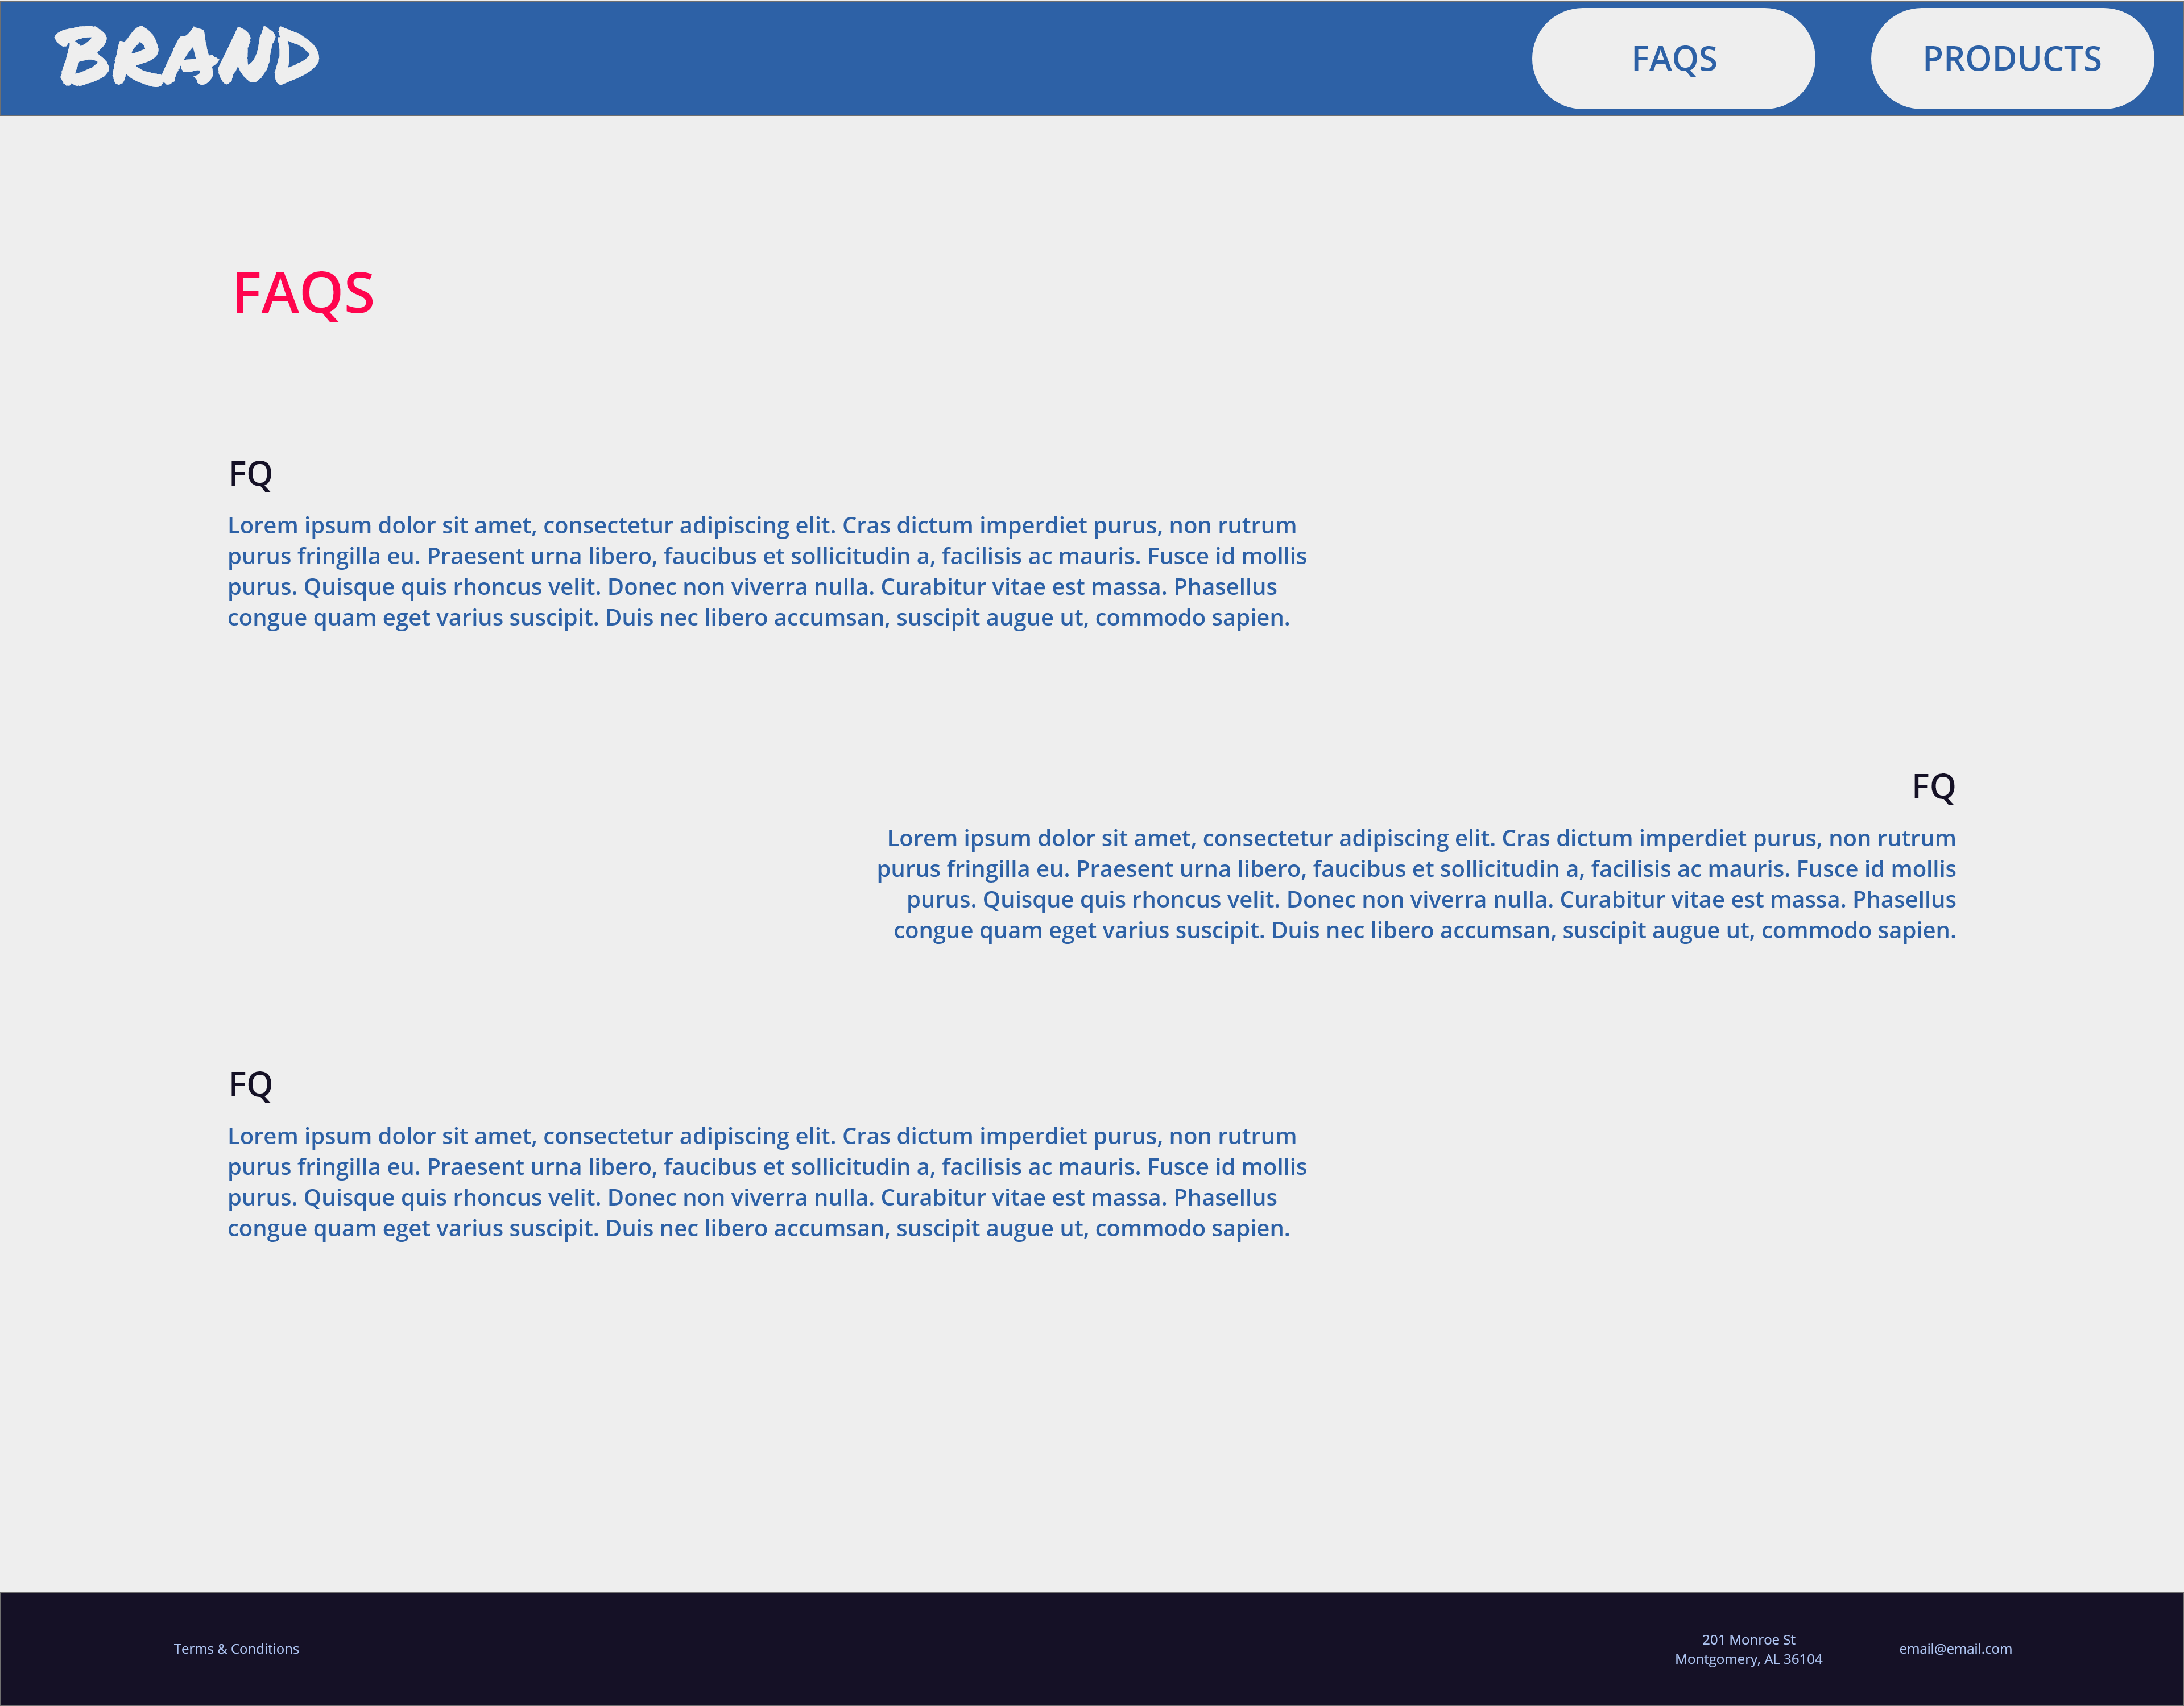 BRAND
FAQS
PRODUCTS
FAQS
FQ
Lorem ipsum dolor sit amet, consectetur adipiscing elit. Cras dictum imperdiet purus, non rutrum
purus fringilla eu. Praesent urna libero, faucibus et sollicitudin a, facilisis ac mauris. Fusce id mollis
purus. Quisque quis rhoncus velit. Donec non viverra nulla. Curabitur vitae est massa. Phasellus
congue quam eget varius suscipit. Duis nec libero accumsan, suscipit augue ut, commodo sapien.
FQ
Lorem ipsum dolor sit amet, consectetur adipiscing elit. Cras dictum imperdiet purus, non rutrum
purus fringilla eu. Praesent urna libero, faucibus et sollicitudin a, facilisis ac mauris. Fusce id mollis
purus. Quisque quis rhoncus velit. Donec non viverra nulla. Curabitur vitae est massa. Phasellus
congue quam eget varius suscipit. Duis nec libero accumsan, suscipit augue ut, commodo sapien.
FQ
Lorem ipsum dolor sit amet, consectetur adipiscing elit. Cras dictum imperdiet purus, non rutrum
purus fringilla eu. Praesent urna libero, faucibus et sollicitudin a, facilisis ac mauris. Fusce id mollis
purus. Quisque quis rhoncus velit. Donec non viverra nulla. Curabitur vitae est massa. Phasellus
congue quam eget varius suscipit. Duis nec libero accumsan, suscipit augue ut, commodo sapien.
Terms & Conditions
201 Monroe St
Montgomery, AL 36104
email@email.com